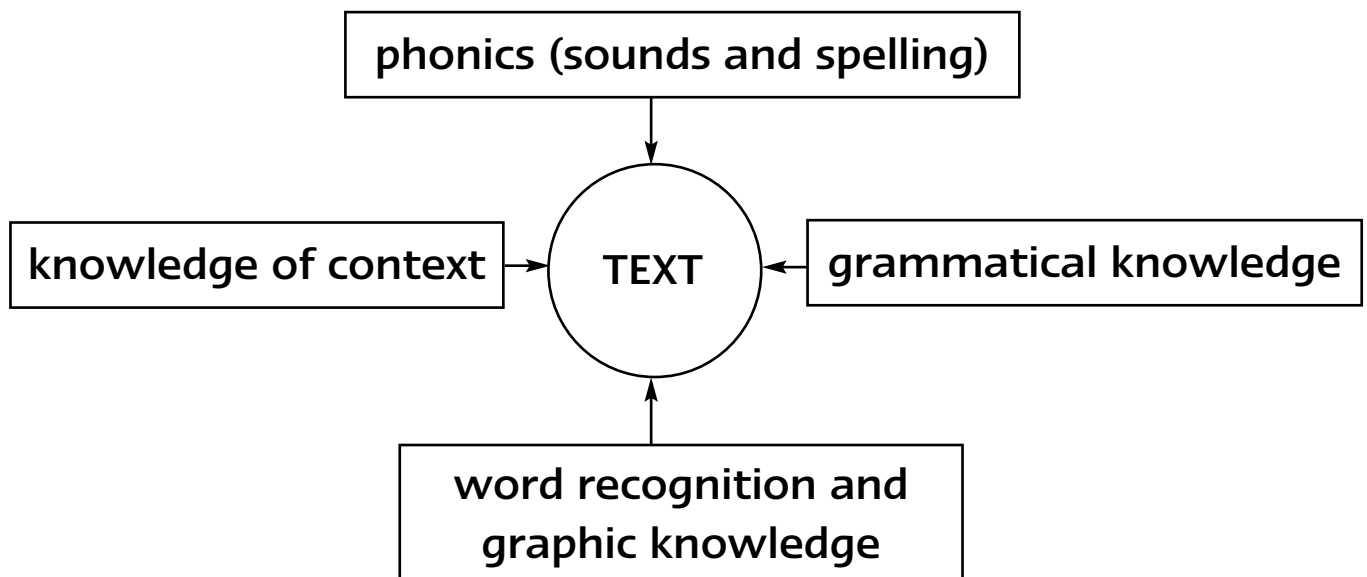 phonics (sounds and spelling)
knowledge of context
TEXT
grammatical knowledge
word recognition and
graphic knowledge